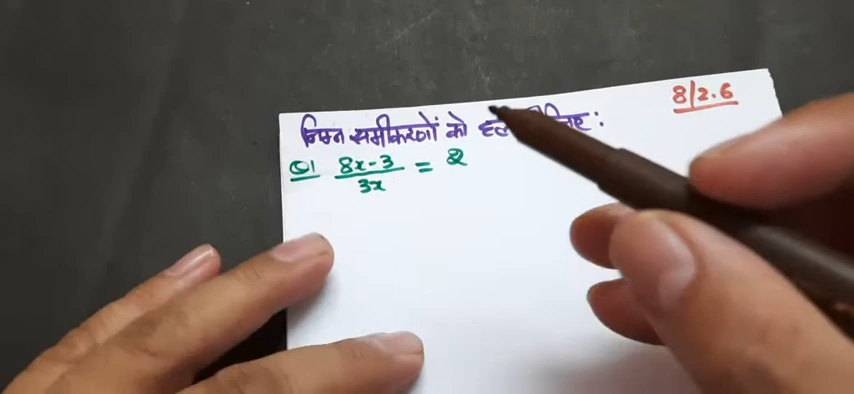 8/2.6
निम्न समीकरणों को :
Q1 8x-3/3x = 2